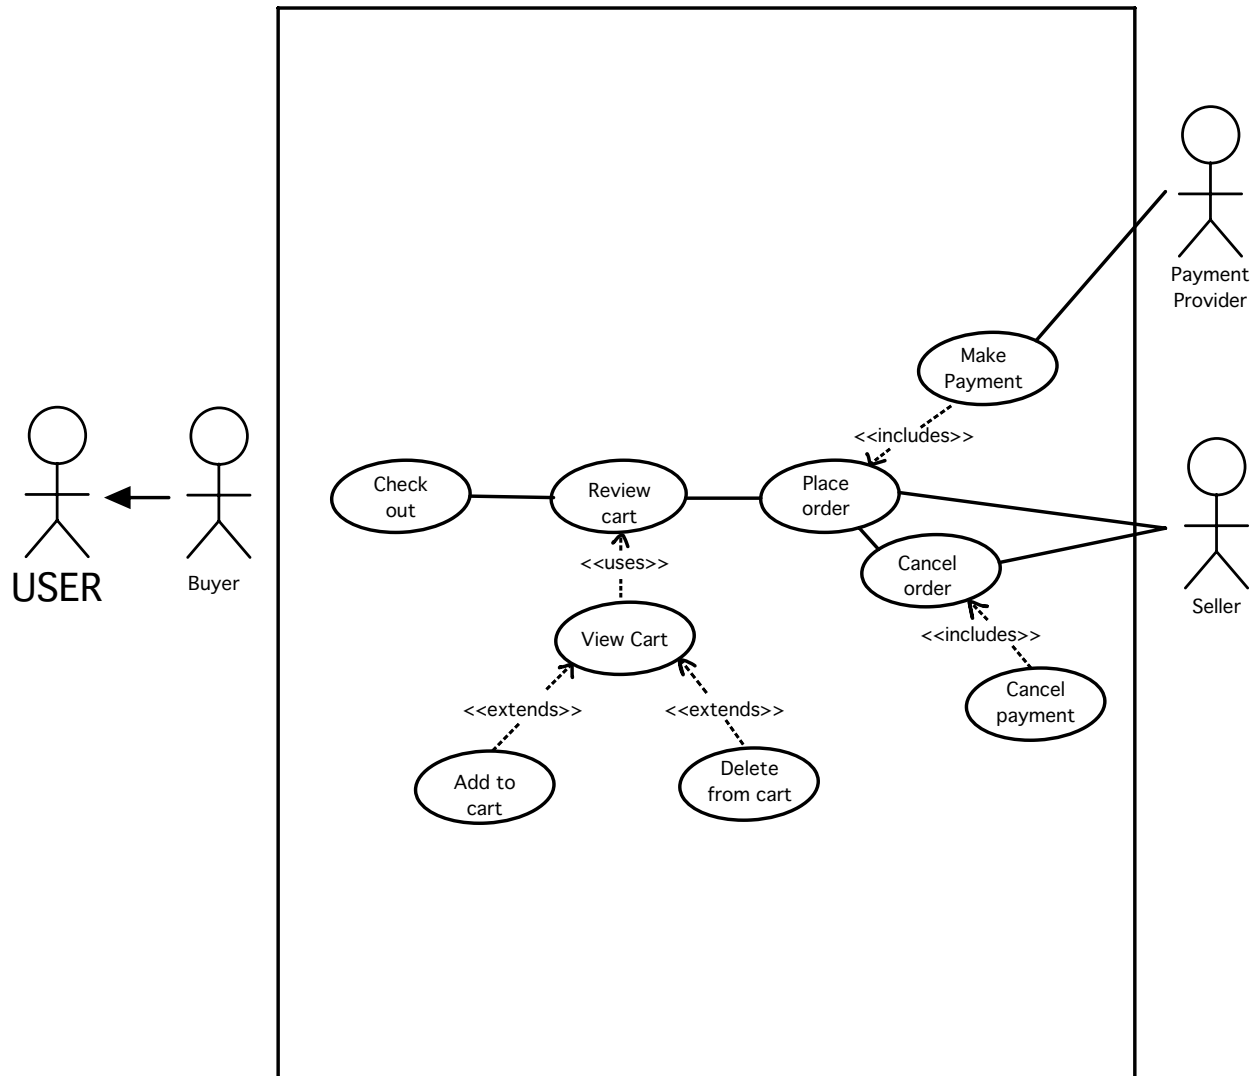 Payment
Provider
Make
Payment
<<includes>>
Check
out
Review
cart
Place
order
<<uses>>
Cancel
order
USER
Buyer
Seller
<<includes>>
View Cart
Cancel
payment
<<extends>>
<<extends>>
Add to
cart
Delete
from cart